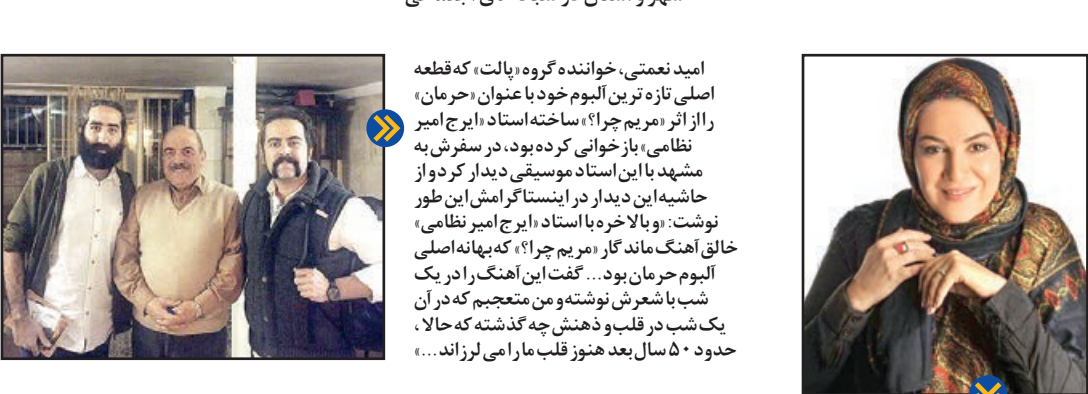 امید نعمتی، خواننده گروه «پالت» که قطعه
اصلی تازه ترین آلبوم خود با عنوان «حرمان»
را از اثر «مریم چرا؟» ساخته استاد «ایرج امیر
نظامی» بازخوانی کرده بود، در سفرش به
مشهد با این استاد موسیقی دیدار کرد و از
حاشیه این دیدار در اینستاگرامش این طور
نوشت: «و بالاخره با استاد «ایرج امیر نظامی»
خالق آهنگ ماندگار «مریم چرا؟» که بهانه اصلی
آلبوم حرمان بود... گفت این آهنگ را در یک
شب با شعرش نوشته و من متعجبم که در آن
یک شب در قلب و ذهنش چه گذشته که حالا،
حدود ۵۰ سال بعد هنوز قلب ما را می لرزاند...»